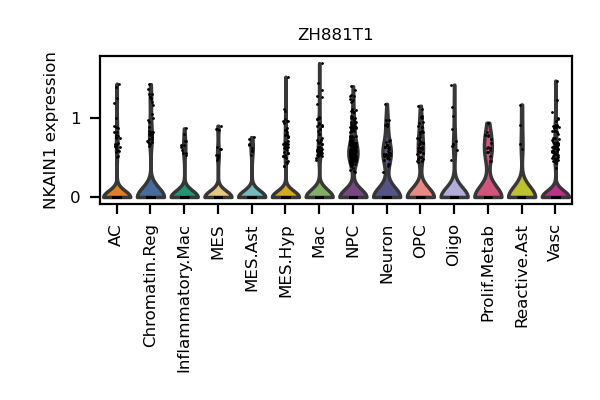 ZH881T1
NKAIN1 expression
1
0
AC
Chromatin.Reg
Inflammatory.Mac
MES
MES.Ast
MES.Hyp
Mac
NPC
Neuron
OPC
Oligo
Prolif.Metab
Reactive.Ast
Vasc